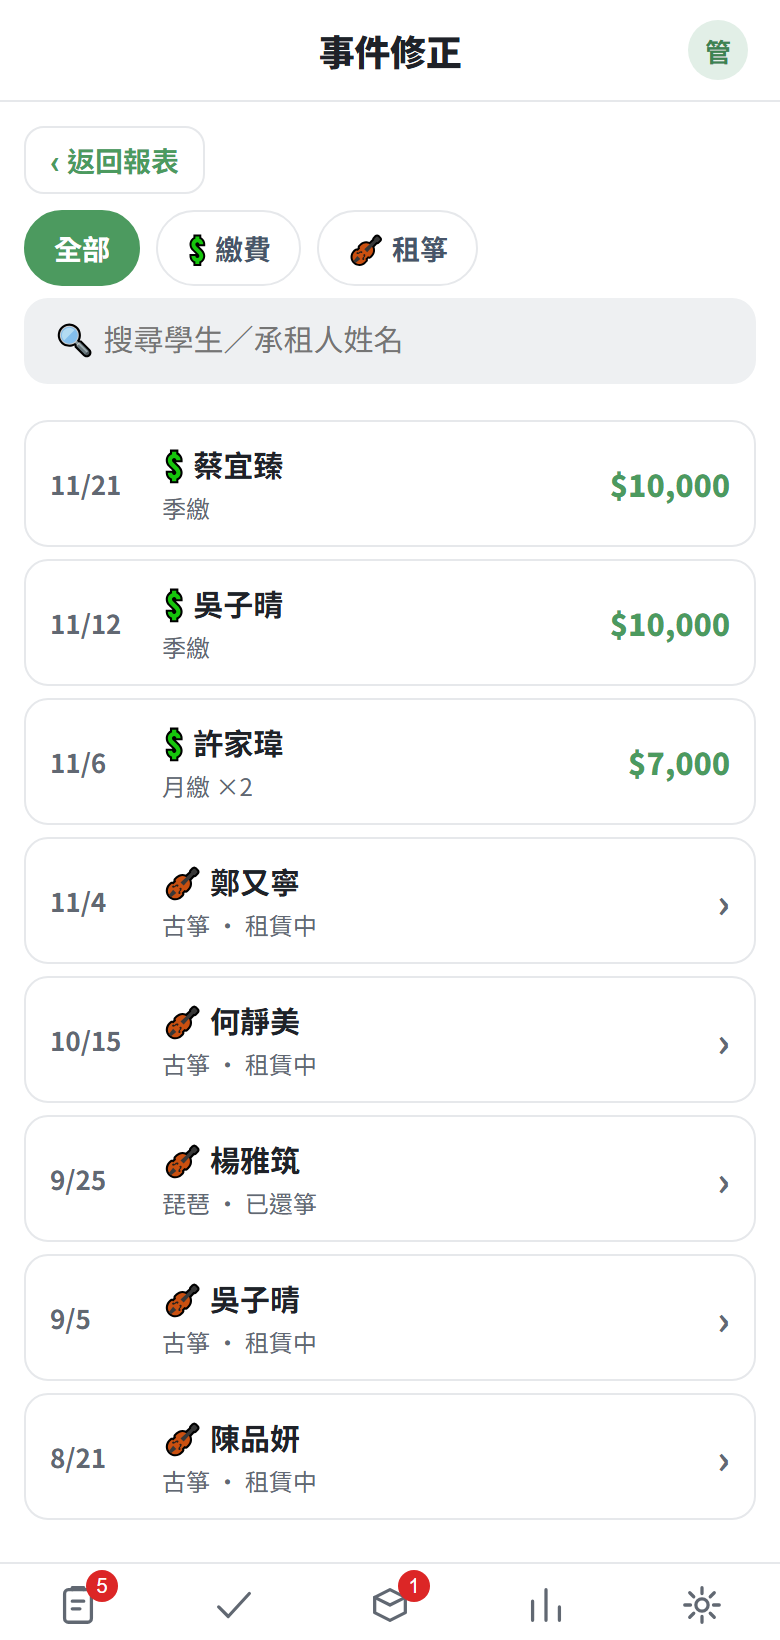 事件修正
管
‹ 返回報表
全部
💲繳費
🎻 租箏
🔍 搜尋學生／承租人姓名
11/21
💲蔡宜臻
季繳
$10,000
11/12
💲吳子晴
季繳
$10,000
11/6
💲許家瑋
月繳 ×2
$7,000
11/4
🎻 鄭又寧
古箏 · 租賃中
›
10/15
🎻 何靜美
古箏 · 租賃中
›
9/25
🎻 楊雅筑
琵琶 · 已還箏
›
9/5
🎻 吳子晴
古箏 · 租賃中
›
8/21
🎻 陳品妍
古箏 · 租賃中
›
5
1